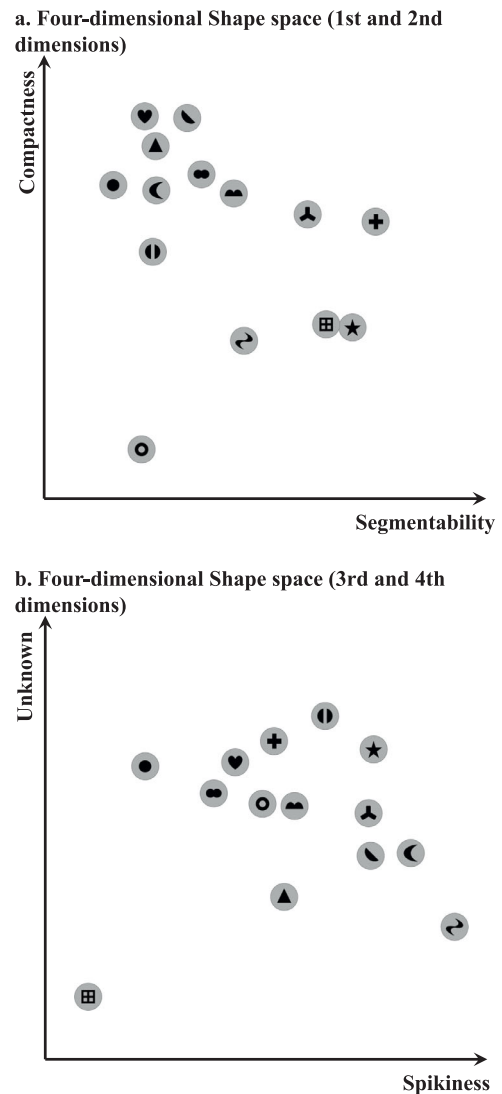 a. Four-dimensional Shape space (1st and 2nd
dimensions)
Compactness
Segmentability
b. Four-dimensional Shape space (3rd and 4th
dimensions)
Unknown
Spikiness